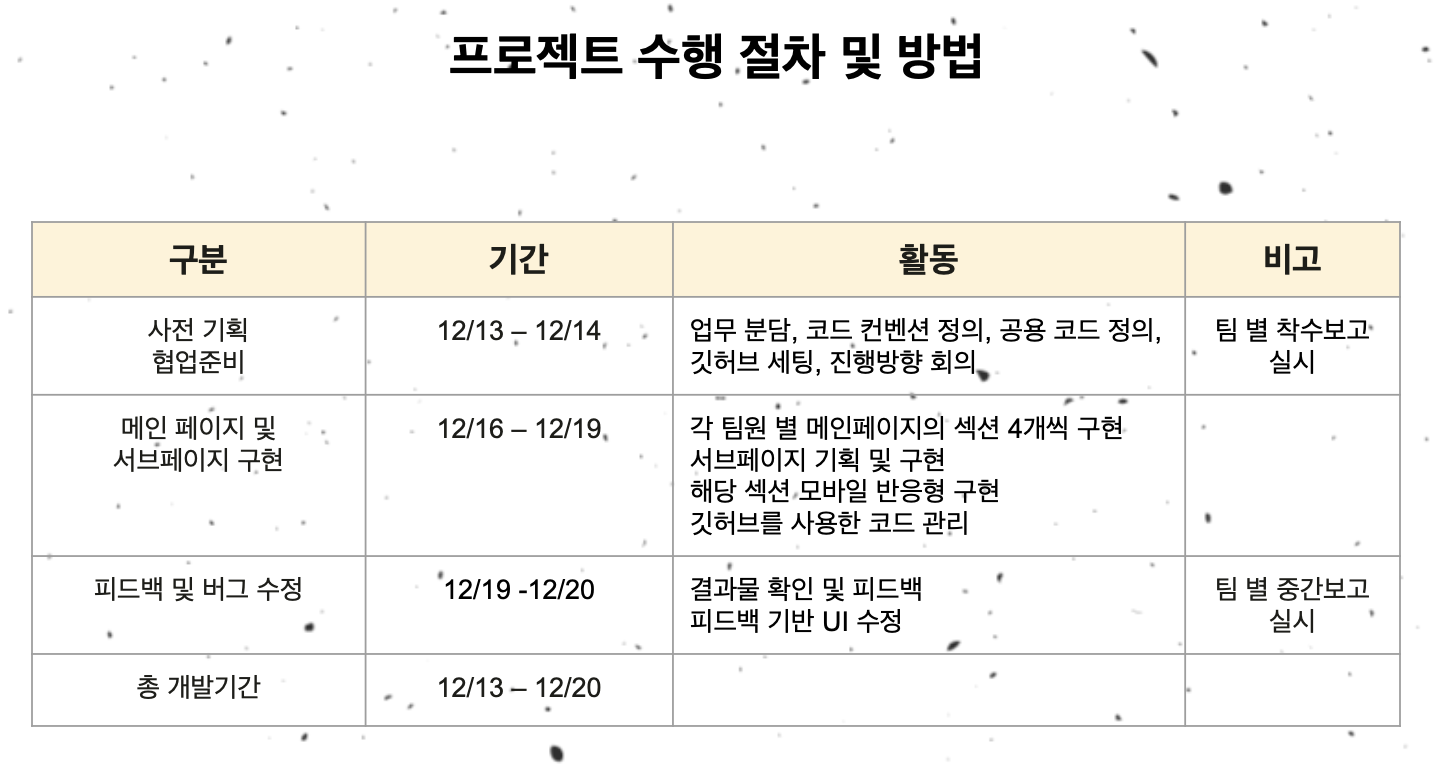 프로젝트 수행 절차 및 방법
구분
기간
활동
비고
사전 기획
협업준비
12/13 – 12/14
업무 분담, 코드 컨벤션 정의, 공용 코드 정의,
깃허브 세팅, 진행방향 회의
팀 별 착수보고
실시
메인 페이지 및
서브페이지 구현
12/16 – 12/19
각 팀원 별 메인페이지의 섹션 4개씩 구현
서브페이지 기획 및 구현
해당 섹션 모바일 반응형 구현
깃허브를 사용한 코드 관리
피드백 및 버그 수정
12/19 -12/20
결과물 확인 및 피드백
피드백 기반 UI 수정
팀 별 중간보고
실시
총 개발기간
12/13 – 12/20